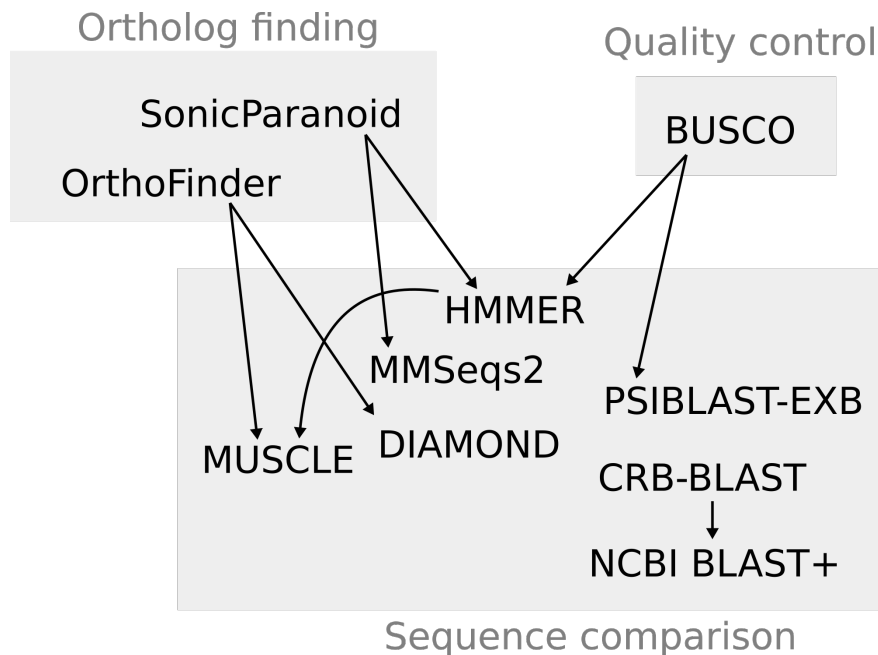 Ortholog finding
Quality control
SonicParanoid
BUSCO
OrthoFinder
HMMER
MMSeqs2
PSIBLAST-EXB
DIAMOND
MUSCLE
CRB-BLAST
NCBI BLAST+
Sequence comparison